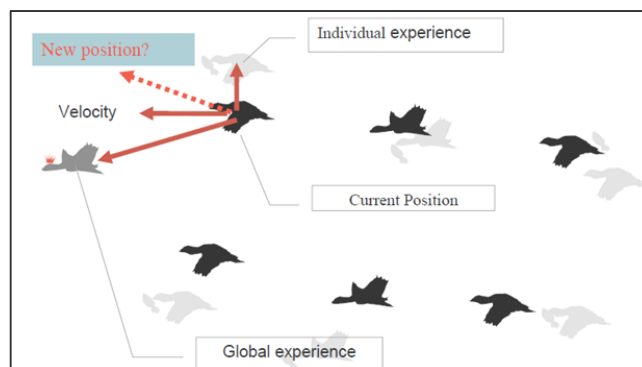 Individual experience
New position?
Velocity
Current Position
Global experience